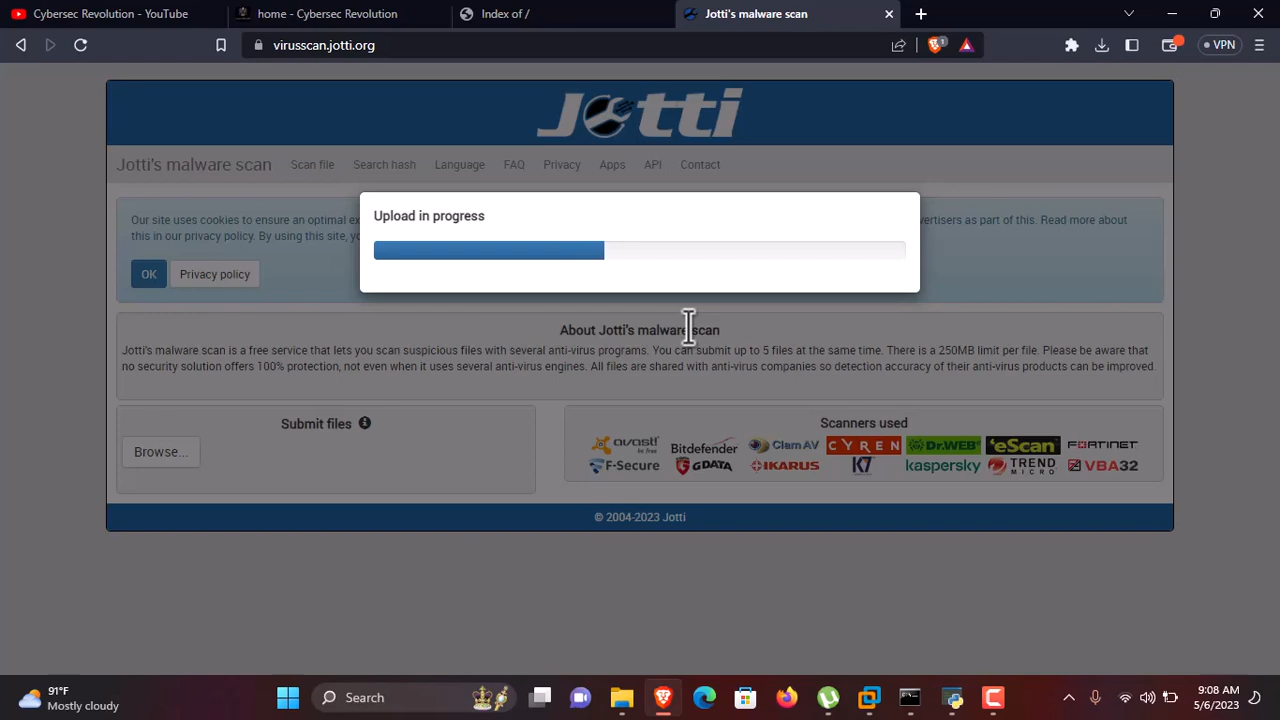 Cybersec Revolution - YouTube
home - Cybersec Revolution
Index of /
Jotti's malware scan
virusscan.jotti.org
1
VPN
Jotti
Jotti's malware scan
Scan file
Search hash
Language
FAQ
Privacy
Apps
API
Contact
Upload in progress
Our site uses cookies to ensure an optimal ex
vertisers as part of this. Read more about
this in our privacy policy. By using this site, yo
OK
Privacy policy
About Jotti's malware scan
Jotti's malware scan is a free service that lets you scan suspicious files with several anti-virus programs. You can submit up to 5 files at the same time. There is a 250MB limit per file. Please be aware that
no security solution offers 100% protection, not even when it uses several anti-virus engines. All files are shared with anti-virus companies so detection accuracy of their anti-virus products can be improved.
Submit files
Browse...
Scanners used
avast! Bitdefender Clam AV CYREN Dr.WEB eScan FORTINET
be free
F-Secure G DATA IKARUS K7 kaspersky TREND MICRO VBA32
© 2004-2023 Jotti
91°F
Mostly cloudy
Search
9:08 AM
5/6/2023